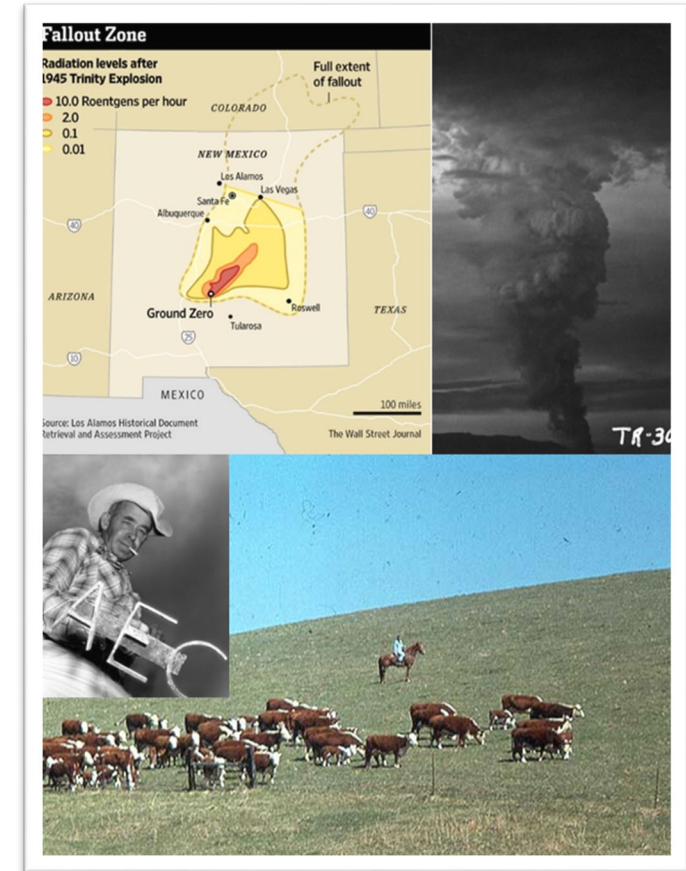 Fallout Zone
Radiation levels after
1945 Trinity Explosion
10.0 Roentgens per hour
2.0
0.1
0.01
Full extent
of fallout
COLORADO
NEW MEXICO
Los Alamos
Santa Fe
Las Vegas
Albuquerque
40
40
ARIZONA
Ground Zero
Roswell
TEXAS
Tularosa
25
10
MEXICO
100 miles
Source: Los Alamos Historical Document
Retrieval and Assessment Project
The Wall Street Journal
TR-30
AEC